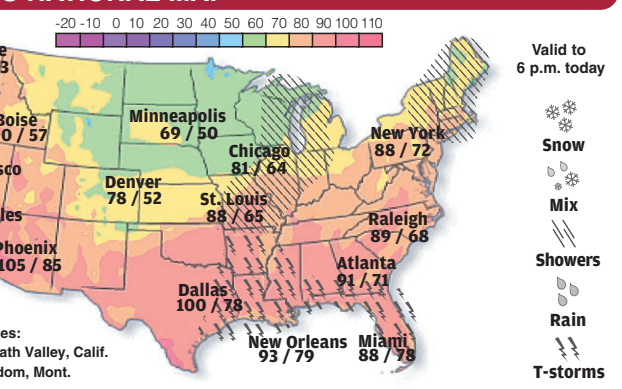 -20 -10 0 10 20 30 40 50 60 70 80 90 100 110
Valid to
6 p.m. today
Snow
Mix
Showers
Rain
T-storms
Boise
0 / 57
Minneapolis
69 / 50
New York
88 / 72
Chicago
81 / 64
Denver
78 / 52
St. Louis
88 / 65
Raleigh
89 / 68
Phoenix
105 / 85
Atlanta
91 / 71
Dallas
100 / 78
New Orleans
93 / 79
Miami
88 / 78
es:
ath Valley, Calif.
dom, Mont.